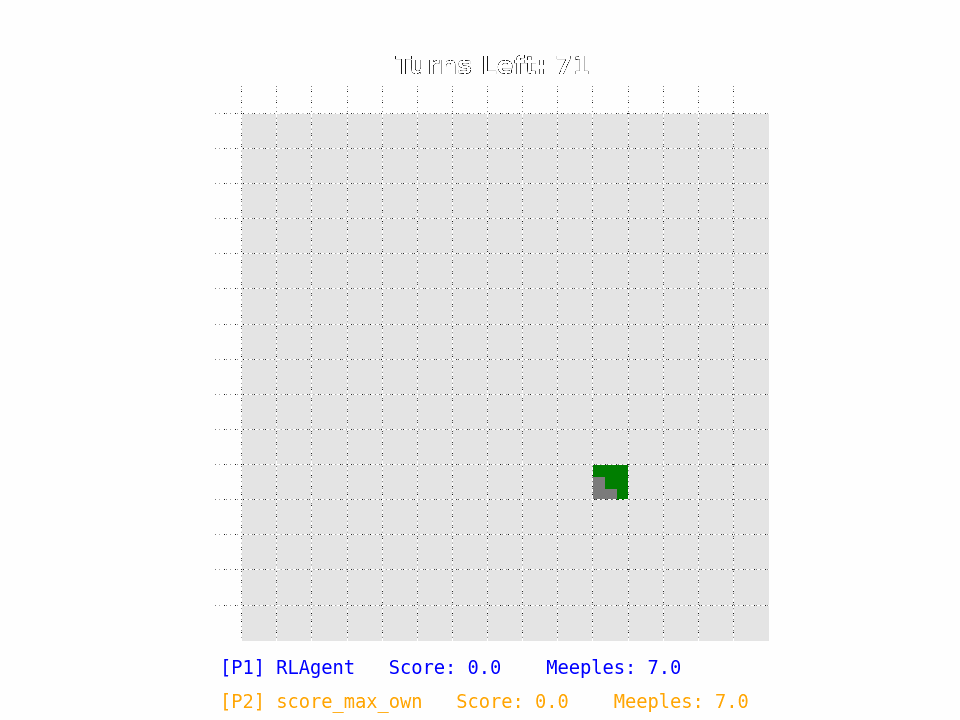 Turns Left: 71
[P1] RLAgent   Score: 0.0    Meeples: 7.0
[P2] score_max_own   Score: 0.0    Meeples: 7.0